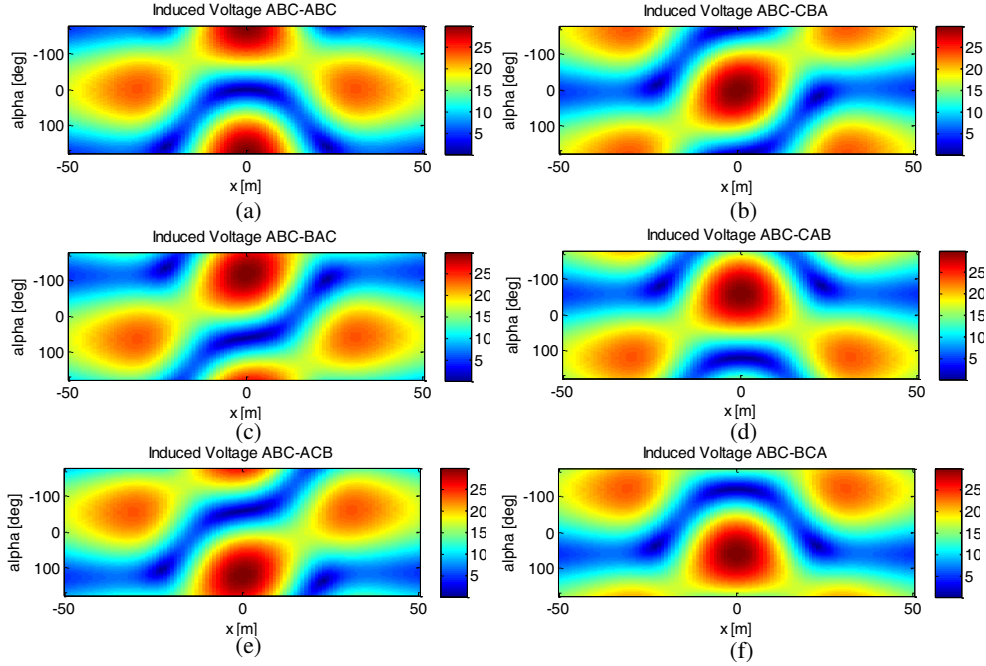 Induced Voltage ABC-ABC
alpha [deg]
-100
0
100
-50
0
50
x [m]
25
20
15
10
5
(a)
Induced Voltage ABC-CBA
alpha [deg]
-100
0
100
-50
0
50
x [m]
25
20
15
10
5
(b)
Induced Voltage ABC-BAC
alpha [deg]
-100
0
100
-50
0
50
x [m]
25
20
15
10
5
(c)
Induced Voltage ABC-CAB
alpha [deg]
-100
0
100
-50
0
50
x [m]
25
20
15
10
5
(d)
Induced Voltage ABC-ACB
alpha [deg]
-100
0
100
-50
0
50
x [m]
25
20
15
10
5
(e)
Induced Voltage ABC-BCA
alpha [deg]
-100
0
100
-50
0
50
x [m]
25
20
15
10
5
(f)